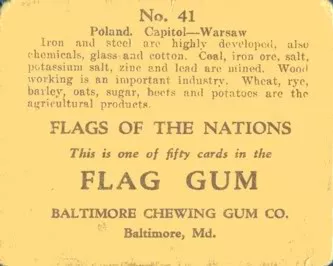 No. 41
Poland. Capitol—Warsaw
Iron and steel are highly developed, also
chemicals, glass and cotton. Coal, iron ore, salt,
potassium salt, zinc and lead are mined. Wood
working is an important industry. Wheat, rye,
barley, oats, sugar, beets and potatoes are the
agricultural products.
FLAGS OF THE NATIONS
This is one of fifty cards in the
FLAG GUM
BALTIMORE CHEWING GUM CO.
Baltimore, Md.